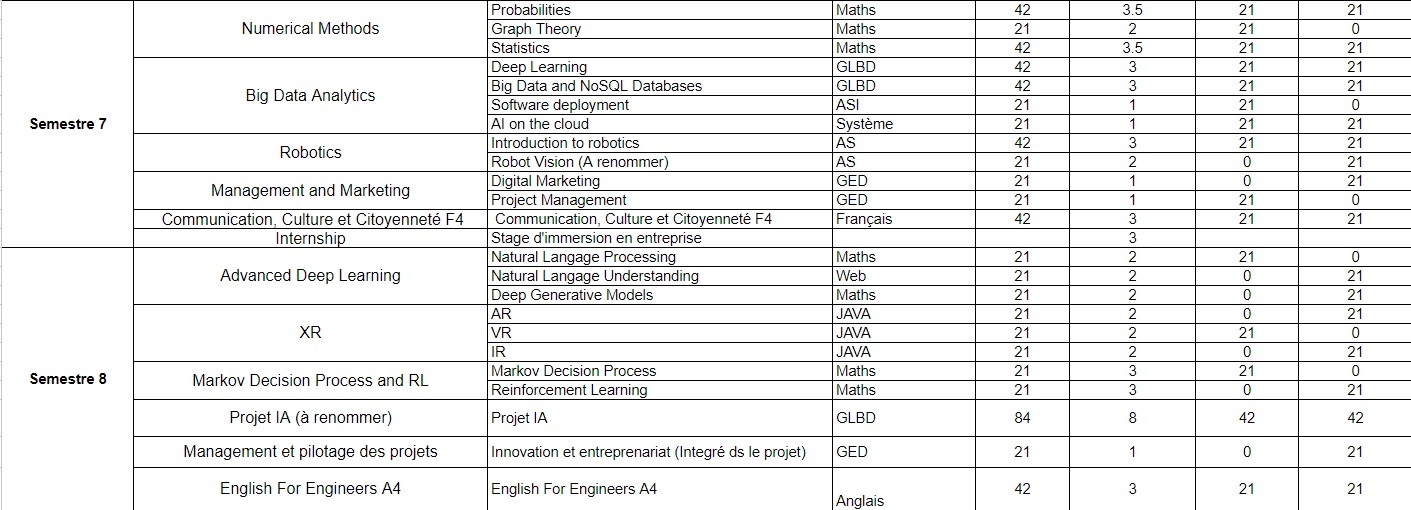 Numerical Methods Probabilities Maths 42 3.5 21 21
Graph Theory Maths 21 2 21 0
Statistics Maths 42 3.5 21 21
Semestre 7 Big Data Analytics Deep Learning GLBD 42 3 21 21
Big Data and NoSQL Databases GLBD 42 3 21 21
Software deployment ASI 21 1 21 0
AI on the cloud Système 21 1 21 21
Robotics Introduction to robotics AS 42 3 21 21
Robot Vision (A renommer) AS 21 2 0 21
Management and Marketing Digital Marketing GED 21 1 0 21
Project Management GED 21 1 21 0
Communication, Culture et Citoyenneté F4 Communication, Culture et Citoyenneté F4 Français 42 3 21 21
Internship Stage d'immersion en entreprise 3
Semestre 8 Advanced Deep Learning Natural Langage Processing Maths 21 2 21 0
Natural Langage Understanding Web 21 2 0 21
Deep Generative Models Maths 21 2 0 21
XR AR JAVA 21 2 0 21
VR JAVA 21 2 21 0
IR JAVA 21 2 0 21
Markov Decision Process and RL Markov Decision Process Maths 21 3 21 0
Reinforcement Learning Maths 21 3 0 21
Projet IA (à renommer) Projet IA GLBD 84 8 42 42
Management et pilotage des projets Innovation et entreprenariat (Integré ds le projet) GED 21 1 0 21
English For Engineers A4 English For Engineers A4 Anglais 42 3 21 21